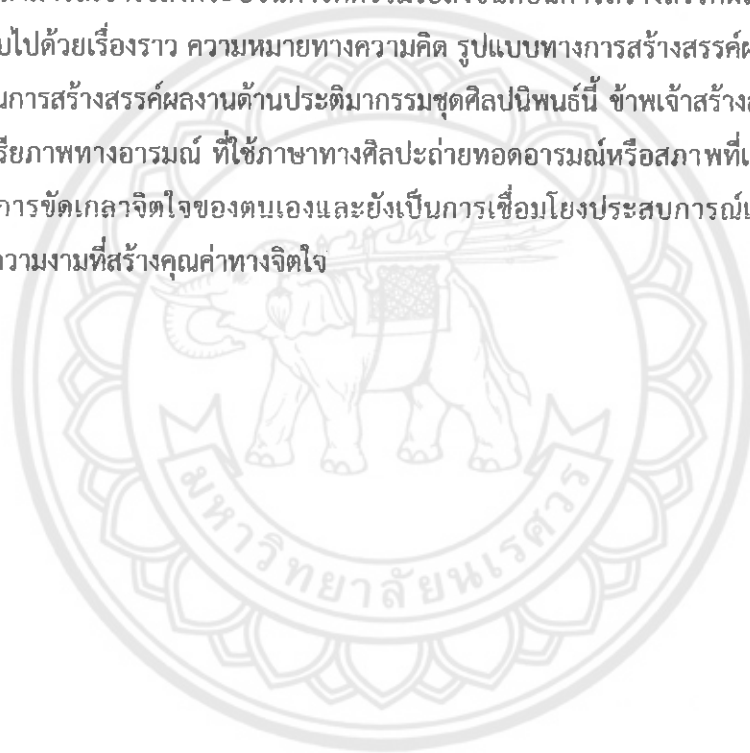 บไปด้วยเรื่องราว ความหมายทางความคิด รูปแบบทางการสร้างสรรค์
นการสร้างสรรค์ผลงานด้านประติมากรรมชุดศิลปนิพนธ์นี้ ข้าพเจ้าสร้าง
รียภาพทางอารมณ์ ที่ใช้ภาษาทางศิลปะถ่ายทอดอารมณ์หรือสภาพที่
การขัดเกลาจิตใจของตนเองและยังเป็นการเชื่อมโยงประสบการณ์
ความงามที่สร้างคุณค่าทางจิตใจ
มหาวิทยาลัยนเรศวร